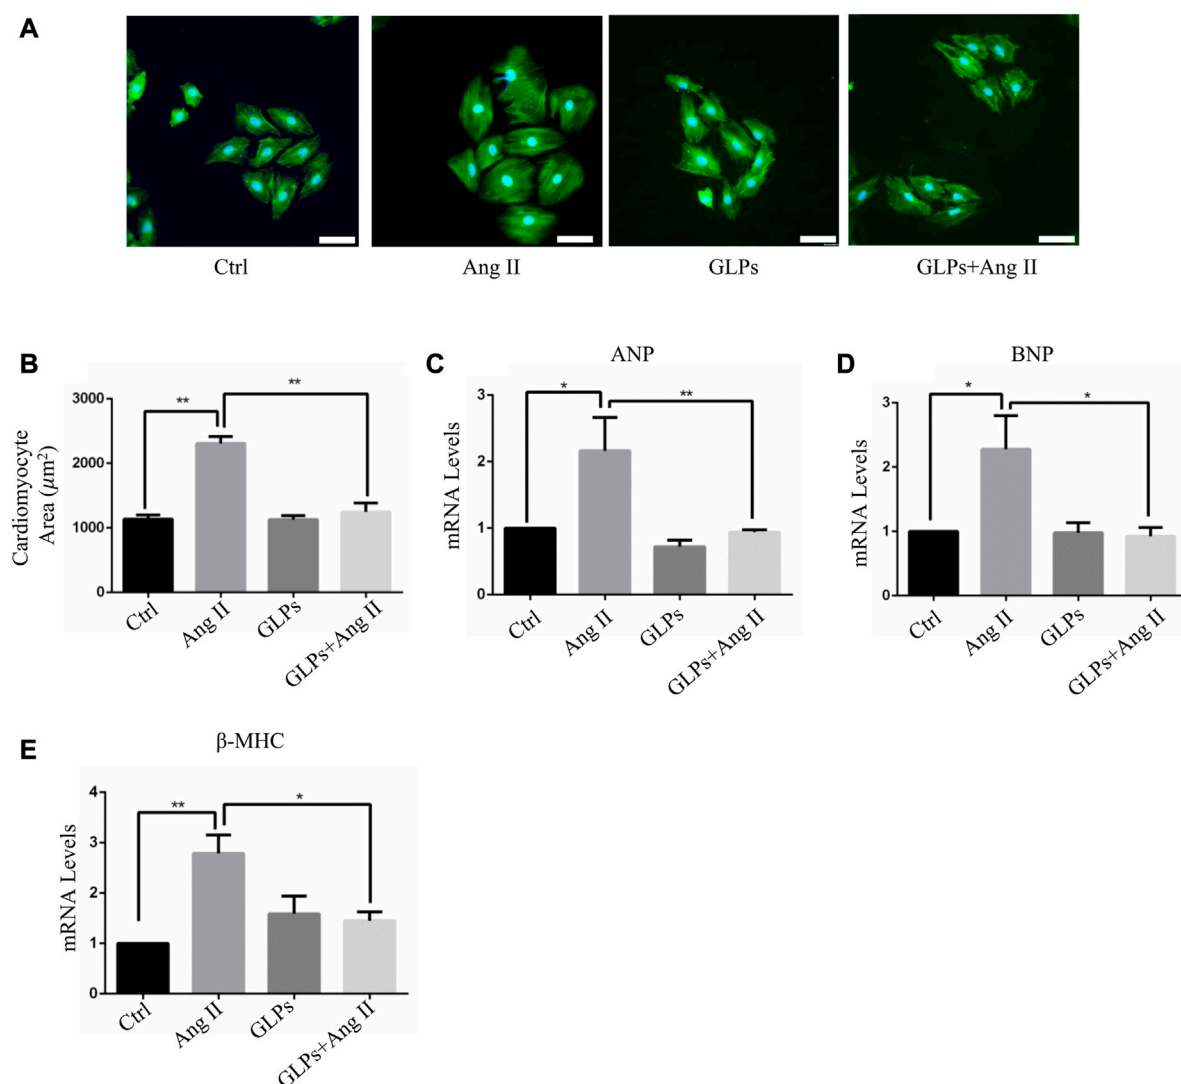 A
Ctrl
Ang II
GLPs
GLPs+Ang II
B
Cardiomyocyte
Area (μm²)
3000
2000
1000
0
**
**
Ctrl
Ang II
GLPs
GLPs+Ang II
C
ANP
mRNA Levels
3
2
1
0
*
**
Ctrl
Ang II
GLPs
GLPs+Ang II
D
BNP
mRNA Levels
3
2
1
0
*
*
Ctrl
Ang II
GLPs
GLPs+Ang II
E
β-MHC
mRNA Levels
4
3
2
1
0
**
*
Ctrl
Ang II
GLPs
GLPs+Ang II